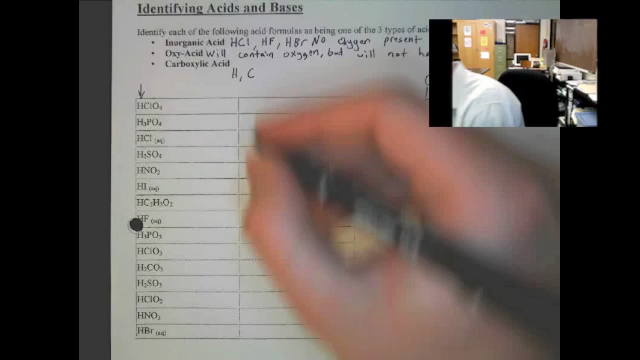 Identifying Acids and Bases
Identify each of the following acid formulas as being one of the 3 types of
• Inorganic Acid HCl, HF, HBr No oxygen present
• Oxy-Acid will contain oxygen, but will not
• Carboxylic Acid
H, C
HClO₄
H₃PO₄
HCl (aq)
H₂SO₄
HNO₂
HI (aq)
HC₂H₃O₂
HF (aq)
H₃PO₃
HClO₃
H₂CO₃
H₂SO₃
HClO₂
HNO₃
HBr (aq)